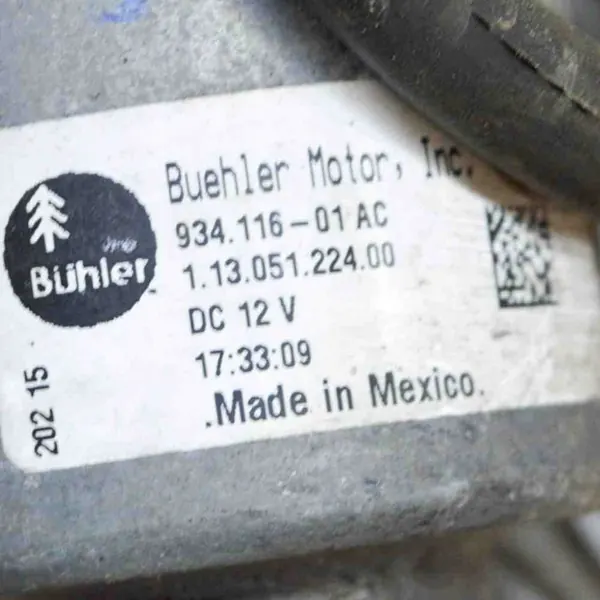 Buehler Motor, Inc.
934.116-01 AC
1.13.051.224.00
DC 12 V
17:33:09
.Made in Mexico.
Bühler
202 15